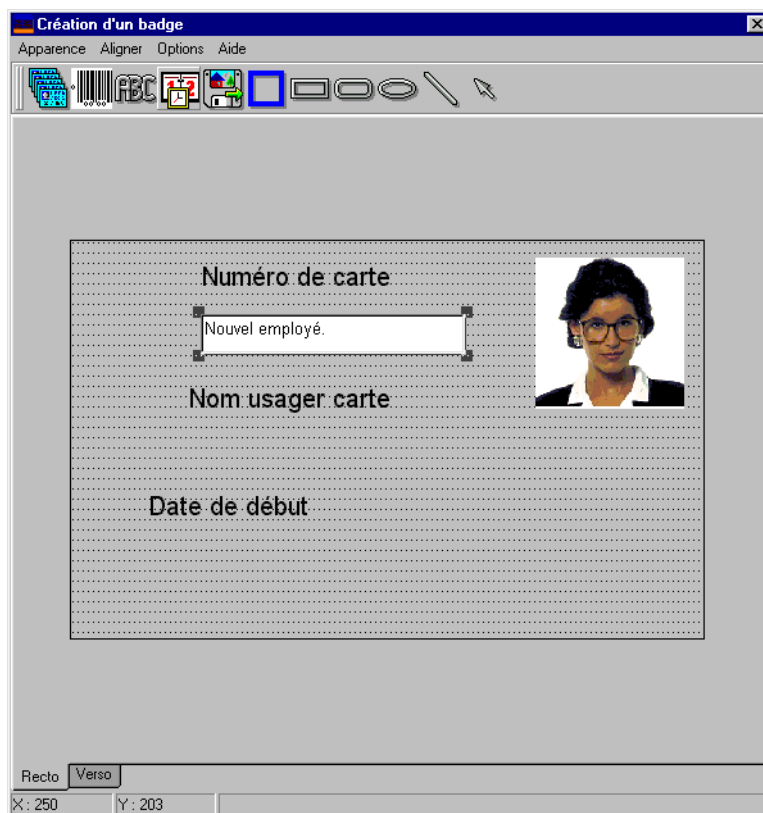 Création d'un badge
Apparence Aligner Options Aide
ABC
Numéro de carte
Nouvel employé.
Nom usager carte
Date de début
Recto Verso
X : 250 Y : 203